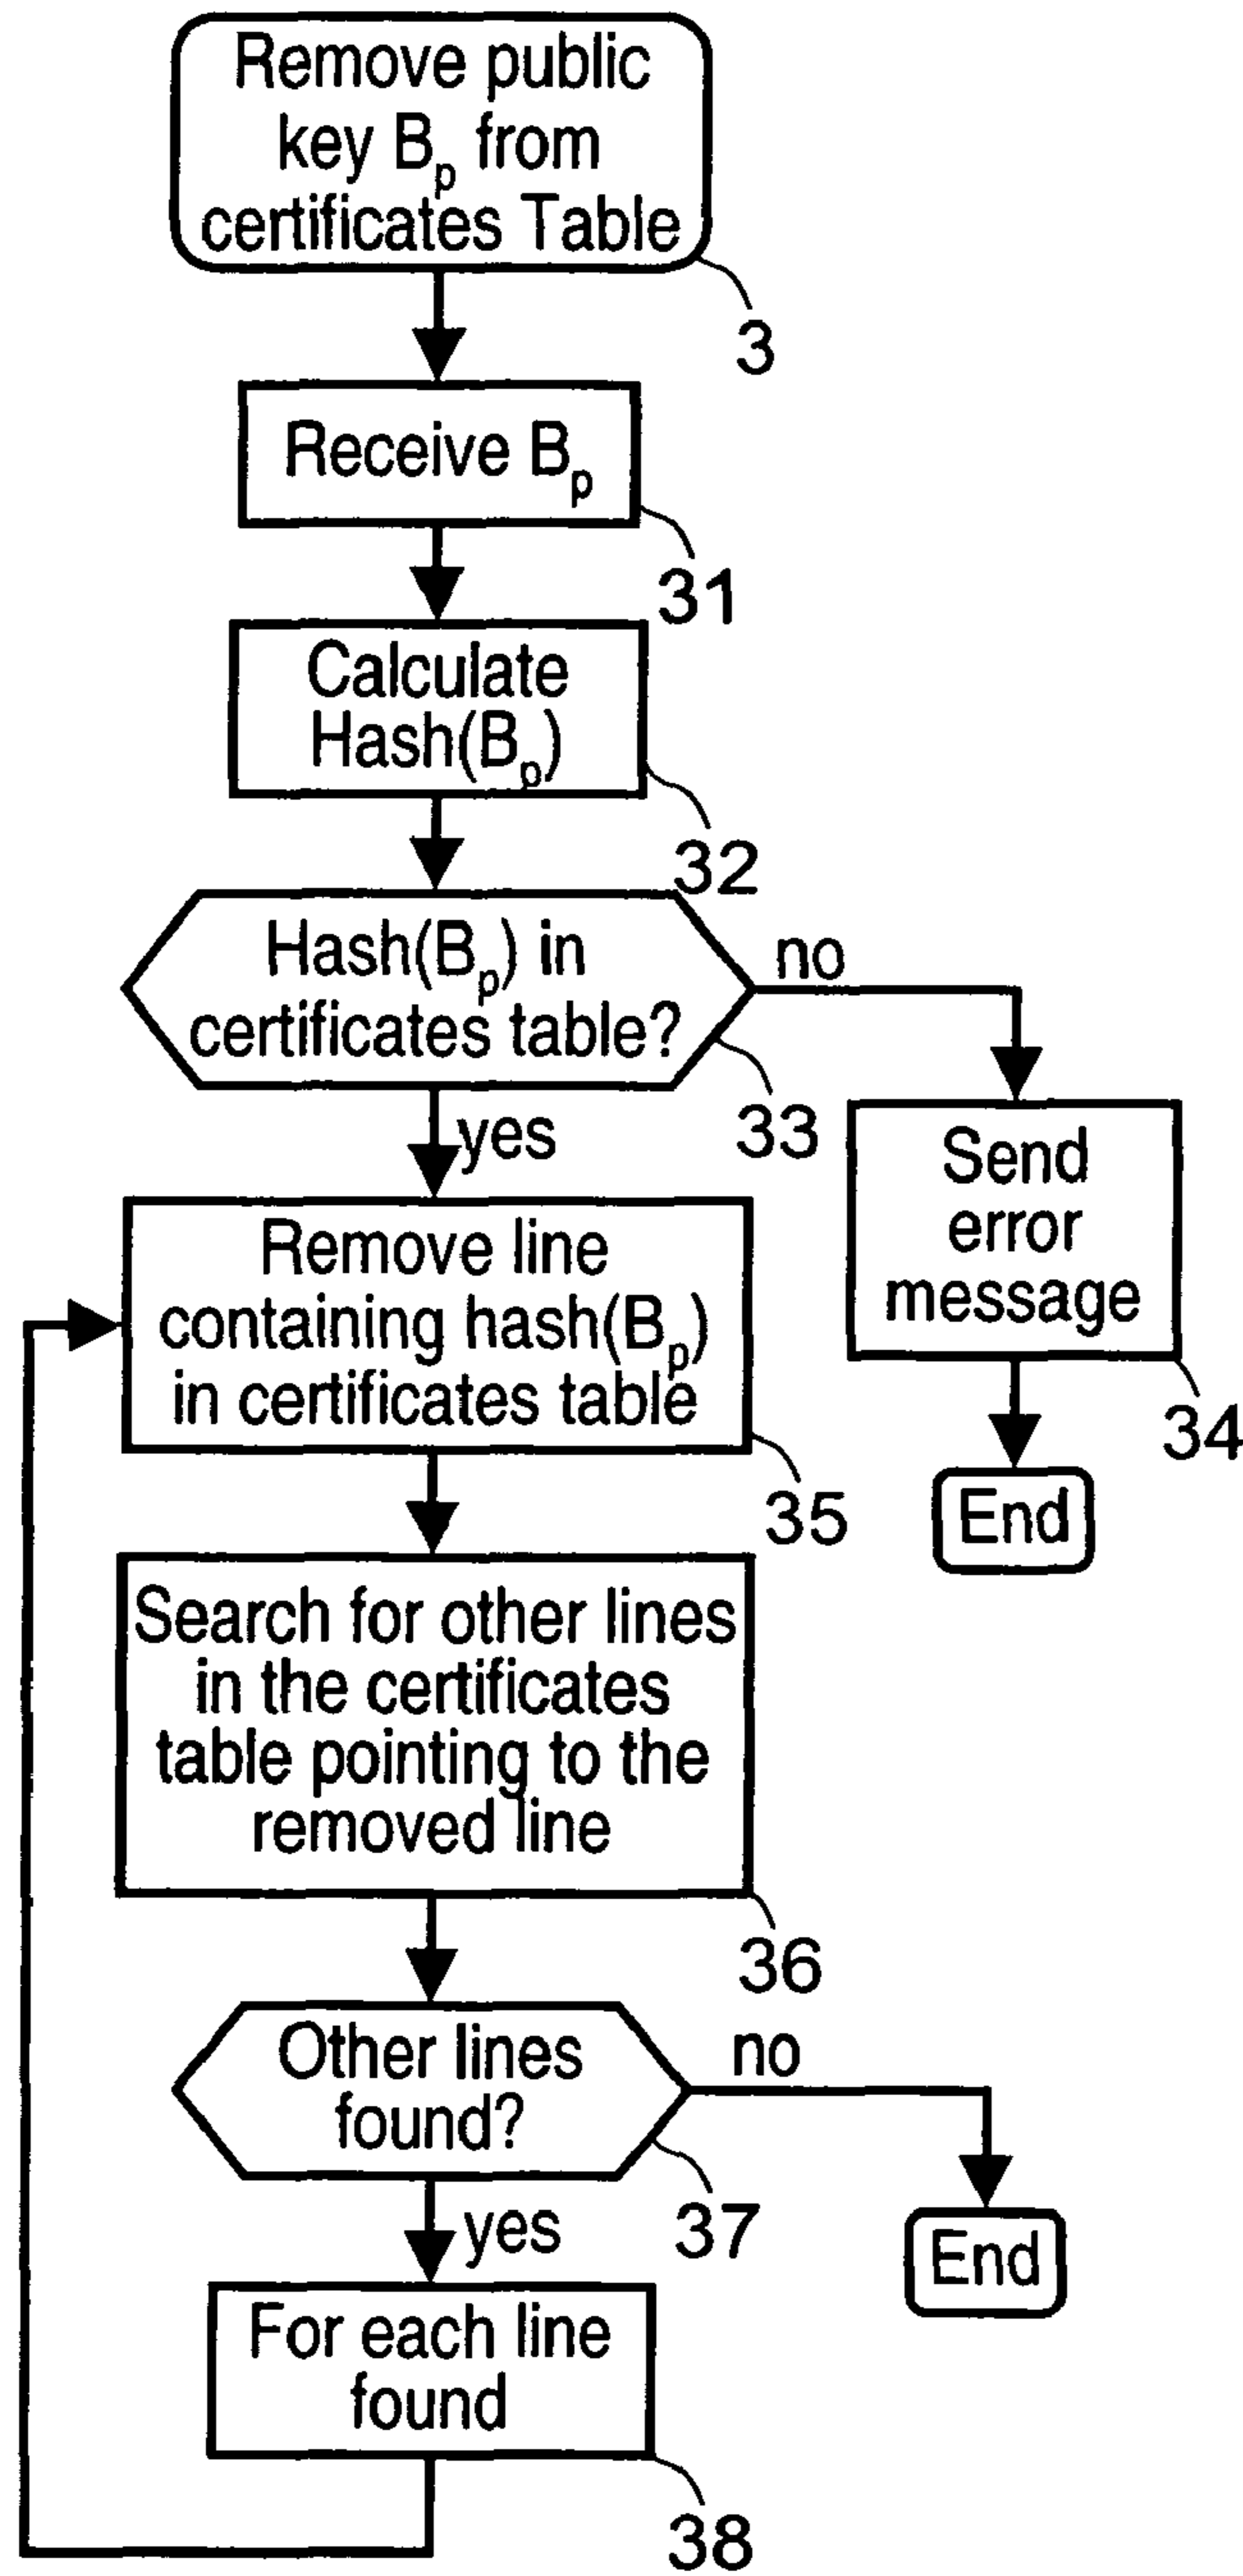 Remove public
key Bp from
certificates Table
3
Receive Bp
31
Calculate
Hash(Bp)
32
Hash(Bp) in
certificates table?
no
33
yes
Send
error
message
34
End
Remove line
containing hash(Bp)
in certificates table
35
Search for other lines
in the certificates
table pointing to the
removed line
36
Other lines
found?
no
37
yes
End
For each line
found
38